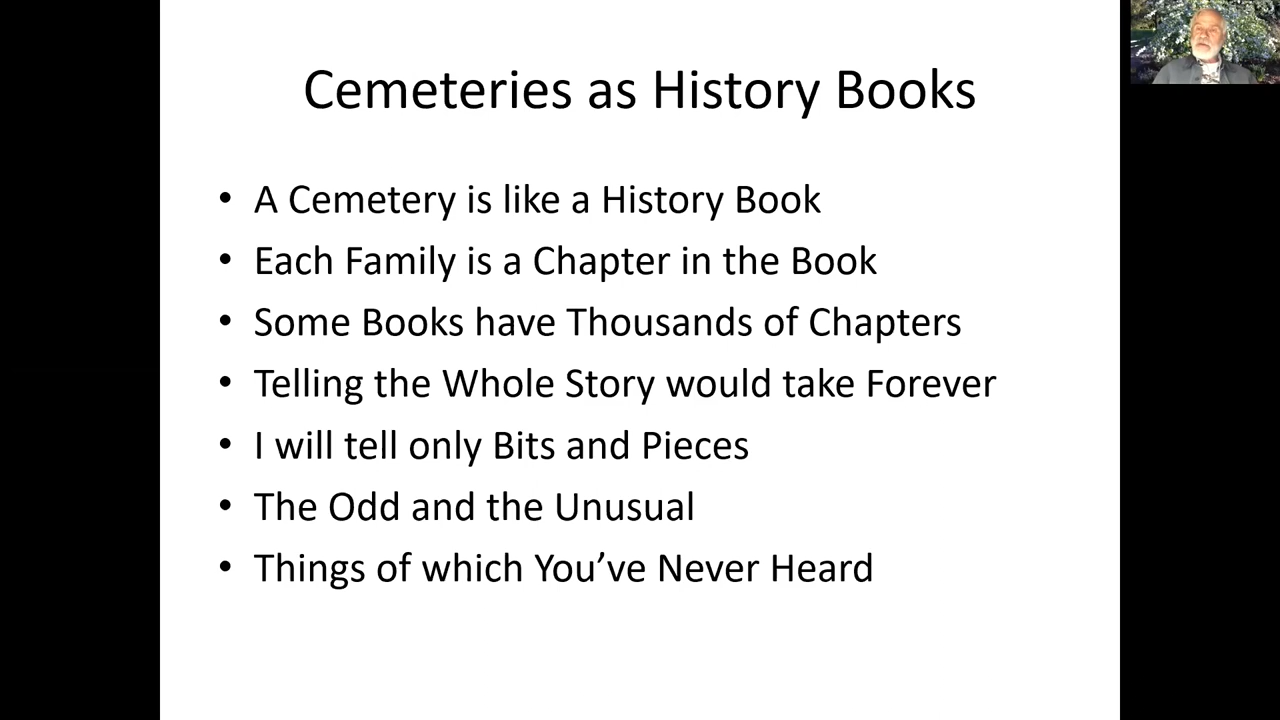 Cemeteries as History Books
• A Cemetery is like a History Book
• Each Family is a Chapter in the Book
• Some Books have Thousands of Chapters
• Telling the Whole Story would take Forever
• I will tell only Bits and Pieces
• The Odd and the Unusual
• Things of which You’ve Never Heard